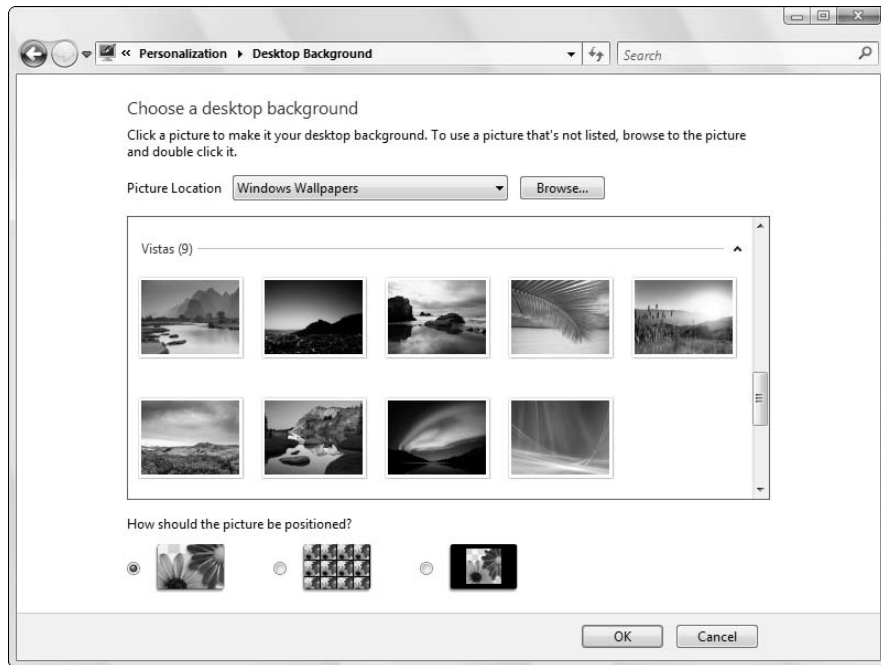 « Personalization ▸ Desktop Background
Search
Choose a desktop background
Click a picture to make it your desktop background. To use a picture that's not listed, browse to the picture
and double click it.
Picture Location Windows Wallpapers Browse...
Vistas (9)
How should the picture be positioned?
OK Cancel